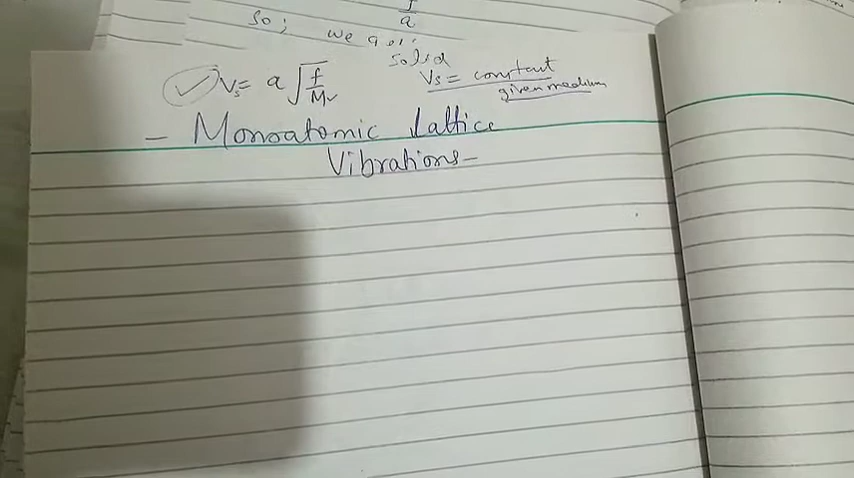 f/a
So; we got
solid
Vs = a √f/M
Vs = constant
given medium
- Monoatomic Lattice
Vibrations-